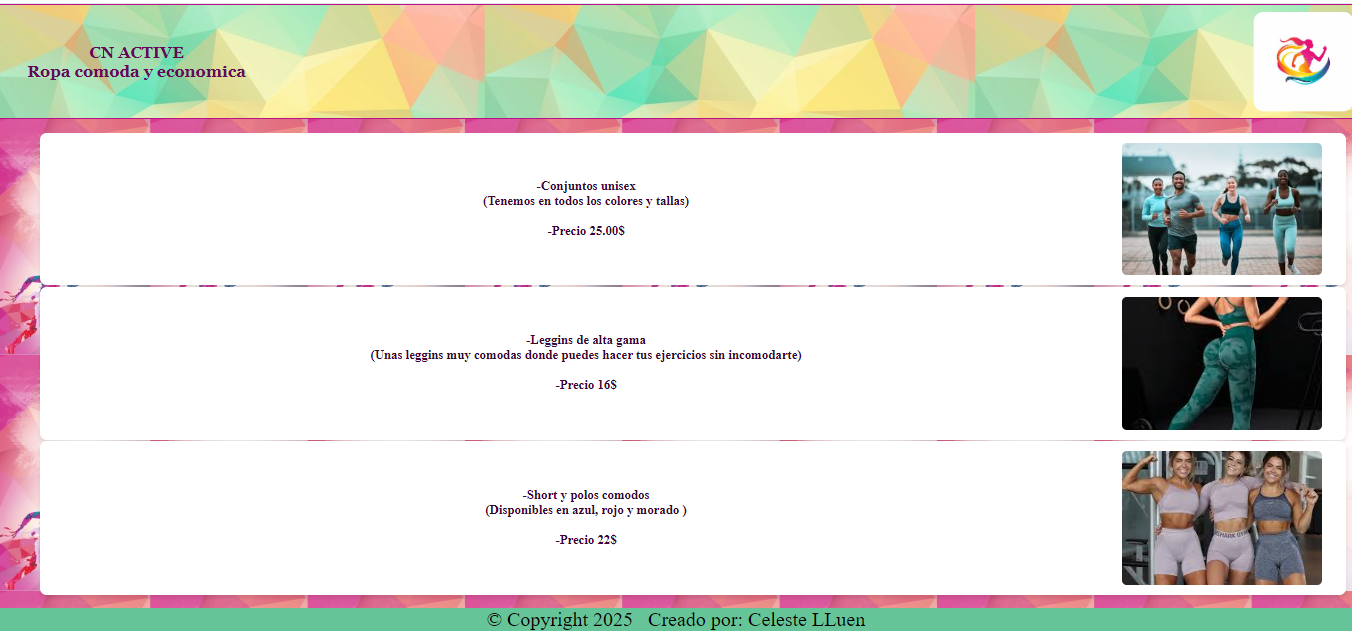 CN ACTIVE
Ropa comoda y economica
-Conjuntos unisex
(Tenemos en todos los colores y tallas)
-Precio 25.00$
-Leggins de alta gama
(Unas leggins muy comodas donde puedes hacer tus ejercicios sin incomodarte)
-Precio 16$
-Short y polos comodos
(Disponibles en azul, rojo y morado )
-Precio 22$
© Copyright 2025 Creado por: Celeste LLuen